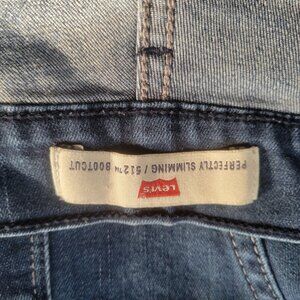 PERFECTLY SLIMMING / 512™ BOOTCUT
LEVI'S